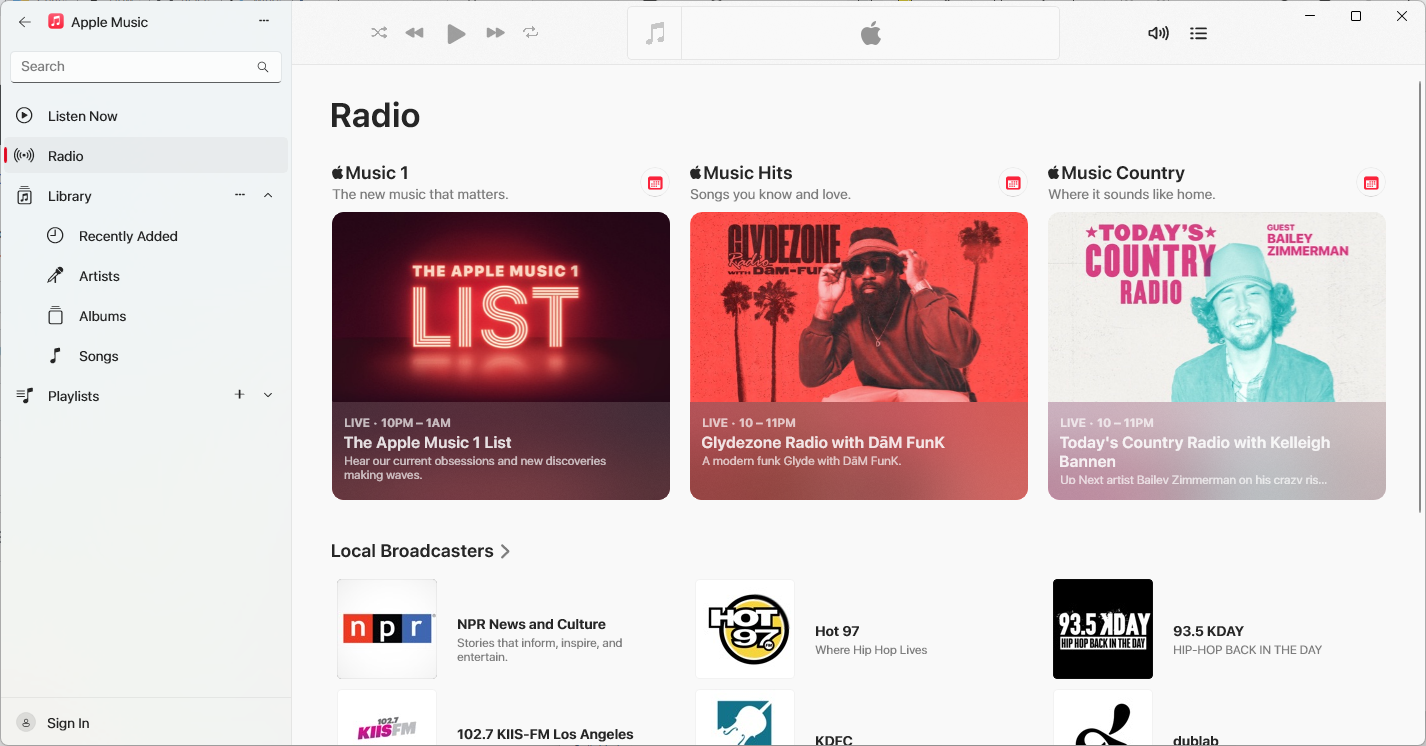 Apple Music
Search
Listen Now
Radio
Library
Recently Added
Artists
Albums
Songs
Playlists
Sign In
Radio
Music 1
The new music that matters.
THE APPLE MUSIC 1
LIST
LIVE · 10PM – 1AM
The Apple Music 1 List
Hear our current obsessions and new discoveries
making waves.
Music Hits
Songs you know and love.
GLYDEZONE
Radio
WITH DāM-FUNK
LIVE · 10 – 11PM
Glydezone Radio with DāM FunK
A modern funk Glyde with DāM FunK.
Music Country
Where it sounds like home.
TODAY'S
COUNTRY
RADIO
GUEST
BAILEY
ZIMMERMAN
LIVE · 10 – 11PM
Today's Country Radio with Kelleigh
Bannen
Up Next artist Bailey Zimmerman on his crazy ris...
Local Broadcasters
npr
NPR News and Culture
Stories that inform, inspire, and
entertain.
HOT
97
FM
Hot 97
Where Hip Hop Lives
93.5 KDAY
HIP HOP BACK IN THE DAY
93.5 KDAY
HIP-HOP BACK IN THE DAY
102.7
KIISFM
102.7 KIIS-FM Los Angeles
KDFC
dublab